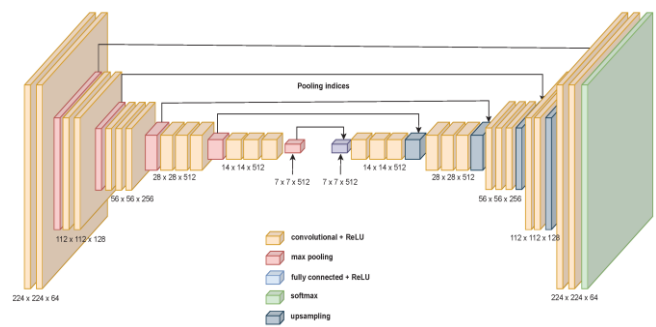 Pooling indices
14 x 14 x 512
7 x 7 x 512
7 x 7 x 512
14 x 14 x 512
28 x 28 x 512
28 x 28 x 512
56 x 56 x 256
56 x 56 x 256
112 x 112 x 128
112 x 112 x 128
224 x 224 x 64
224 x 224 x 64
convolutional + ReLU
max pooling
fully connected + ReLU
softmax
upsampling